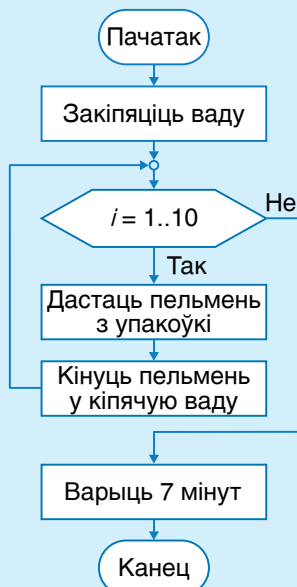 Пачатак
Закіпяціць ваду
i = 1..10
Не
Так
Дастаць пельмень
з упакоўкі
Кінуць пельмень
у кіпячую ваду
Варыць 7 мінут
Канец